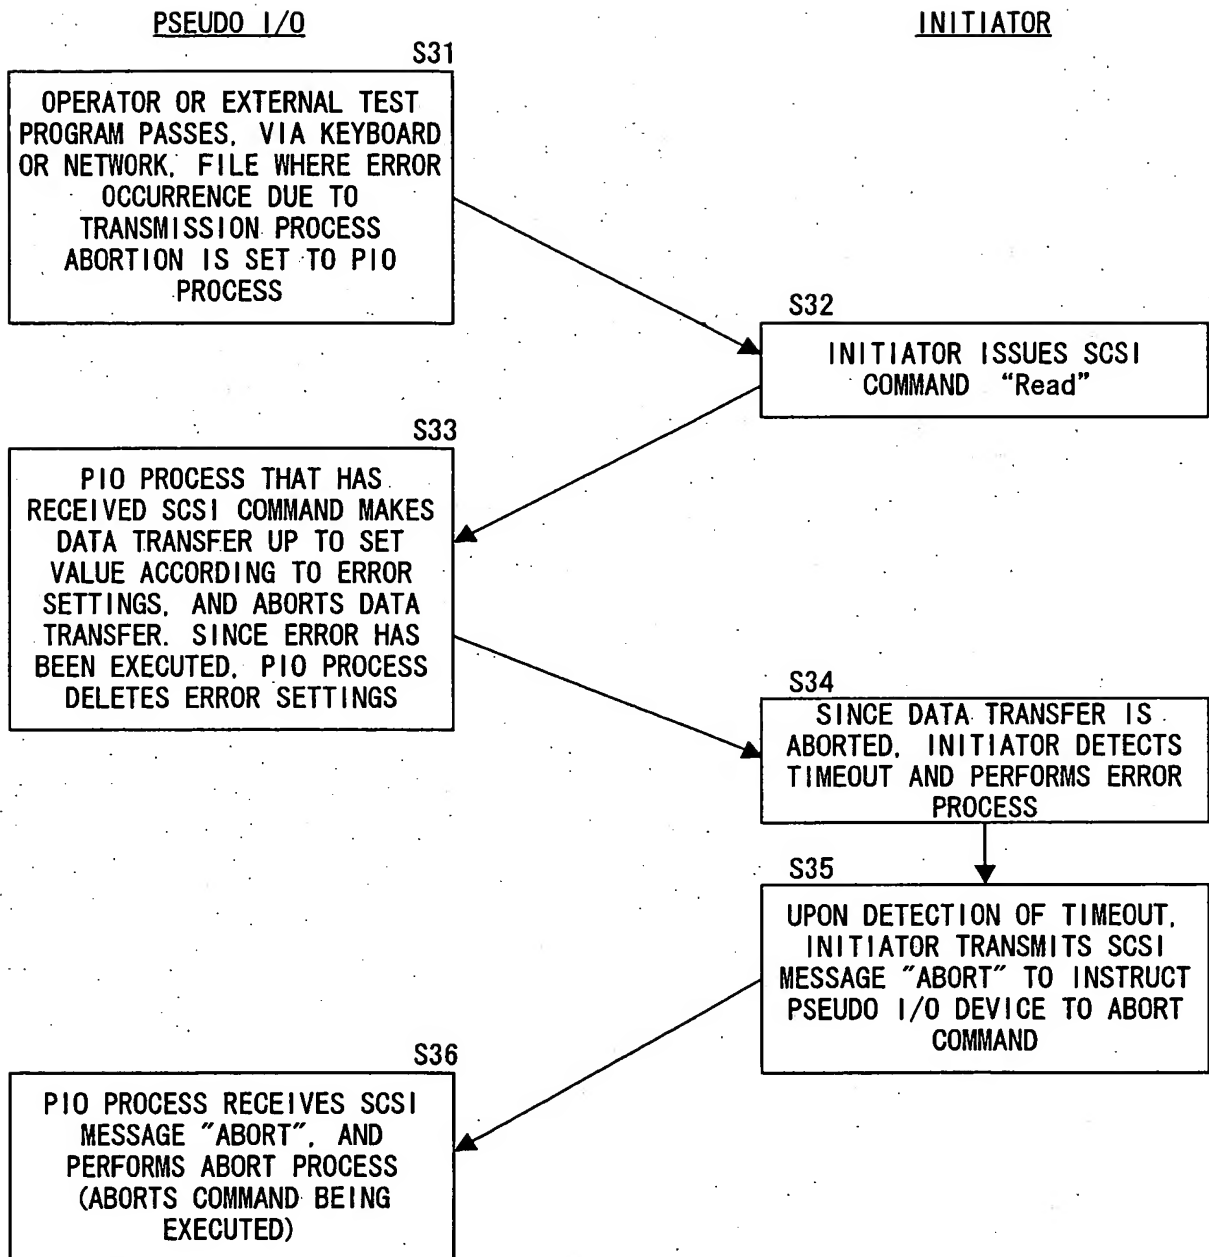 PSEUDO I/O
INITIATOR
S31
OPERATOR OR EXTERNAL TEST
PROGRAM PASSES, VIA KEYBOARD
OR NETWORK, FILE WHERE ERROR
OCCURRENCE DUE TO
TRANSMISSION PROCESS
ABORTION IS SET TO PIO
PROCESS
S32
INITIATOR ISSUES SCSI
COMMAND “Read”
S33
PIO PROCESS THAT HAS
RECEIVED SCSI COMMAND MAKES
DATA TRANSFER UP TO SET
VALUE ACCORDING TO ERROR
SETTINGS, AND ABORTS DATA
TRANSFER. SINCE ERROR HAS
BEEN EXECUTED, PIO PROCESS
DELETES ERROR SETTINGS
S34
SINCE DATA TRANSFER IS
ABORTED, INITIATOR DETECTS
TIMEOUT AND PERFORMS ERROR
PROCESS
S35
UPON DETECTION OF TIMEOUT,
INITIATOR TRANSMITS SCSI
MESSAGE "ABORT" TO INSTRUCT
PSEUDO I/O DEVICE TO ABORT
COMMAND
S36
PIO PROCESS RECEIVES SCSI
MESSAGE "ABORT", AND
PERFORMS ABORT PROCESS
(ABORTS COMMAND BEING
EXECUTED)